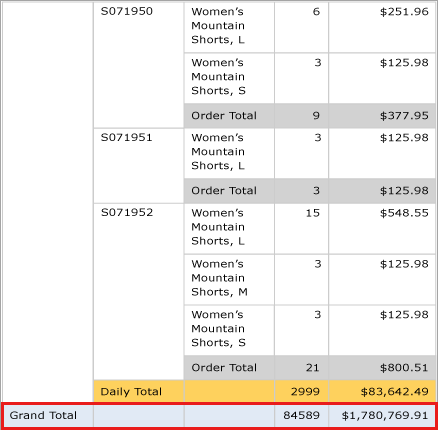 S071950 Women's 6 $251.96
Mountain
Shorts, L
Women's 3 $125.98
Mountain
Shorts, S
Order Total 9 $377.95
S071951 Women's 3 $125.98
Mountain
Shorts, L
Order Total 3 $125.98
S071952 Women's 15 $548.55
Mountain
Shorts, L
Women's 3 $125.98
Mountain
Shorts, M
Women's 3 $125.98
Mountain
Shorts, S
Order Total 21 $800.51
Daily Total 2999 $83,642.49
Grand Total 84589 $1,780,769.91